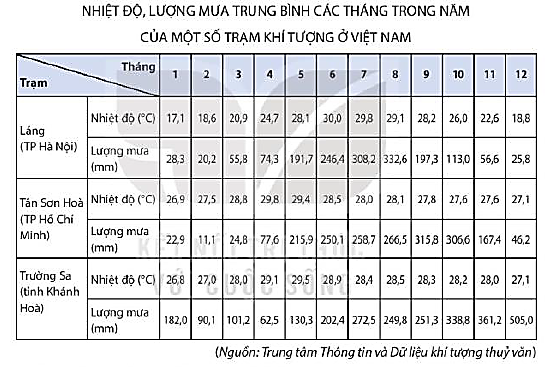 NHIỆT ĐỘ, LƯỢNG MƯA TRUNG BÌNH CÁC THÁNG TRONG NĂM
CỦA MỘT SỐ TRẠM KHÍ TƯỢNG Ở VIỆT NAM
Tháng
Trạm
1 2 3 4 5 6 7 8 9 10 11 12
Láng
(TP Hà Nội)
Nhiệt độ (°C) 17,1 18,6 20,9 24,7 28,1 30,0 29,8 29,1 28,2 26,0 22,6 18,8
Lượng mưa
(mm)
28,3 20,2 55,8 74,3 191,7 246,4 308,2 332,6 197,3 113,0 56,6 25,8
Tân Sơn Hoà
(TP Hồ Chí
Minh)
Nhiệt độ (°C) 26,9 27,5 28,8 29,8 29,4 28,5 28,0 28,1 27,8 27,6 27,6 27,1
Lượng mưa
(mm)
22,9 11,1 24,8 77,6 215,9 250,1 258,7 266,5 315,8 306,6 167,4 46,2
Trường Sa
(tỉnh Khánh
Hoà)
Nhiệt độ (°C) 26,8 27,0 28,0 29,1 29,5 28,9 28,4 28,5 28,3 28,2 28,0 27,1
Lượng mưa
(mm)
182,0 90,1 101,2 62,5 130,3 202,4 272,5 249,8 251,3 338,8 361,2 505,0
KẾT NỐI TRI THỨC
VỚI CUỘC SỐNG
(Nguồn: Trung tâm Thông tin và Dữ liệu khí tượng thuỷ văn)